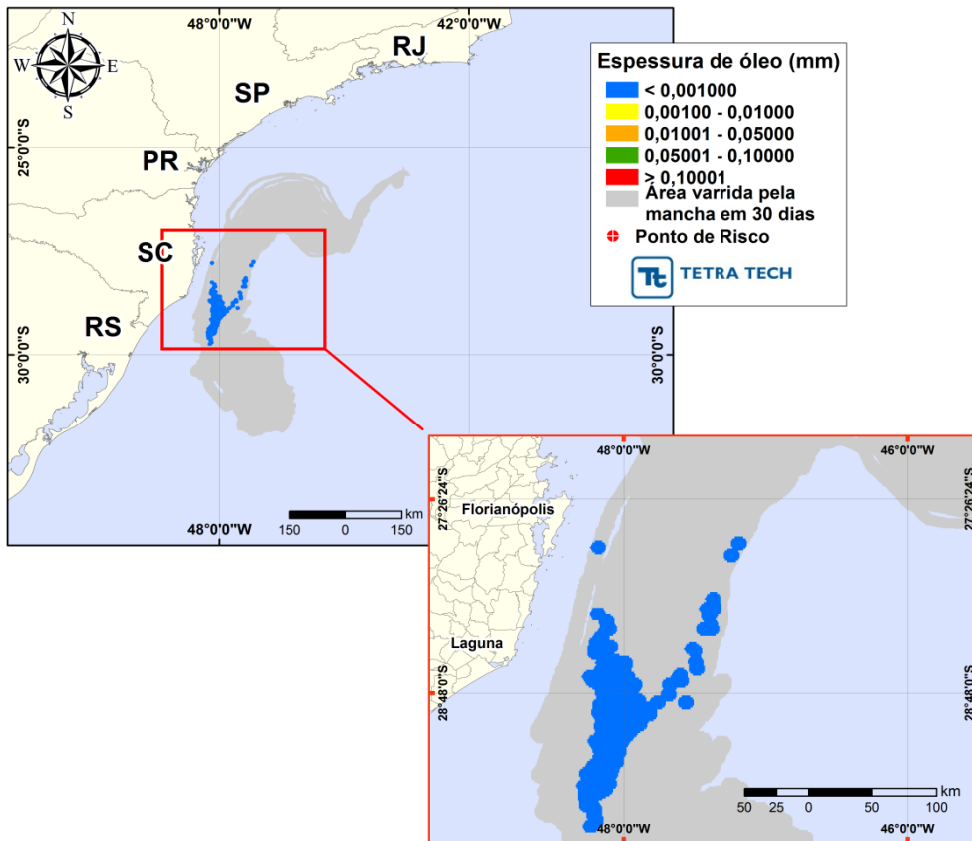 48°0'0"W
42°0'0"W
N
W
E
S
RJ
SP
PR
SC
RS
25°0'0"S
30°0'0"S
30°0'0"S
150
0
150
km
48°0'0"W
Espessura de óleo (mm)
< 0,001000
0,00100 - 0,01000
0,01001 - 0,05000
0,05001 - 0,10000
> 0,10001
Área varrida pela
mancha em 30 dias
Ponto de Risco
Tt TETRA TECH
48°0'0"W
46°0'0"W
27°26'24"S
27°26'24"S
Florianópolis
Laguna
28°48'0"S
28°48'0"S
50
25
0
50
100
km
48°0'0"W
46°0'0"W